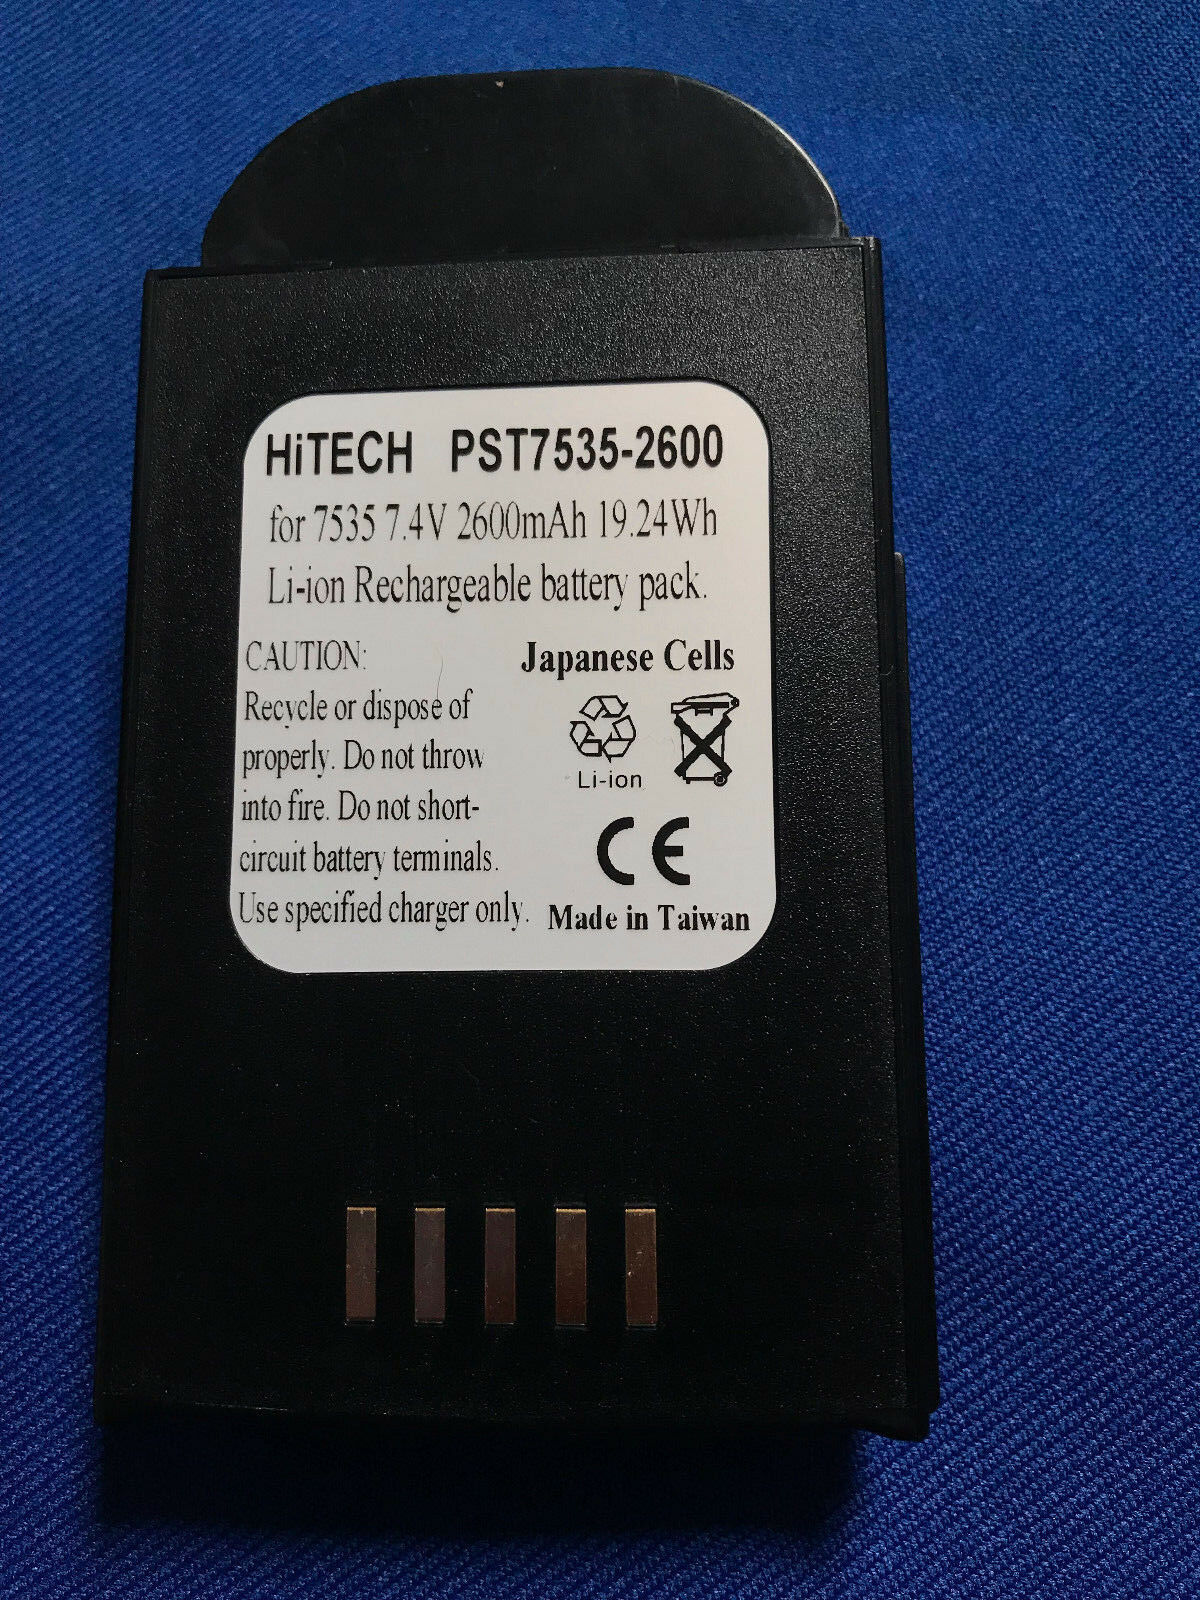 HiTECH PST7535-2600
for 7535 7.4V 2600mAh 19.24Wh
Li-ion Rechargeable battery pack.
CAUTION:
Recycle or dispose of
properly. Do not throw
into fire. Do not short-
circuit battery terminals.
Use specified charger only.
Japanese Cells
Li-ion
CE
Made in Taiwan